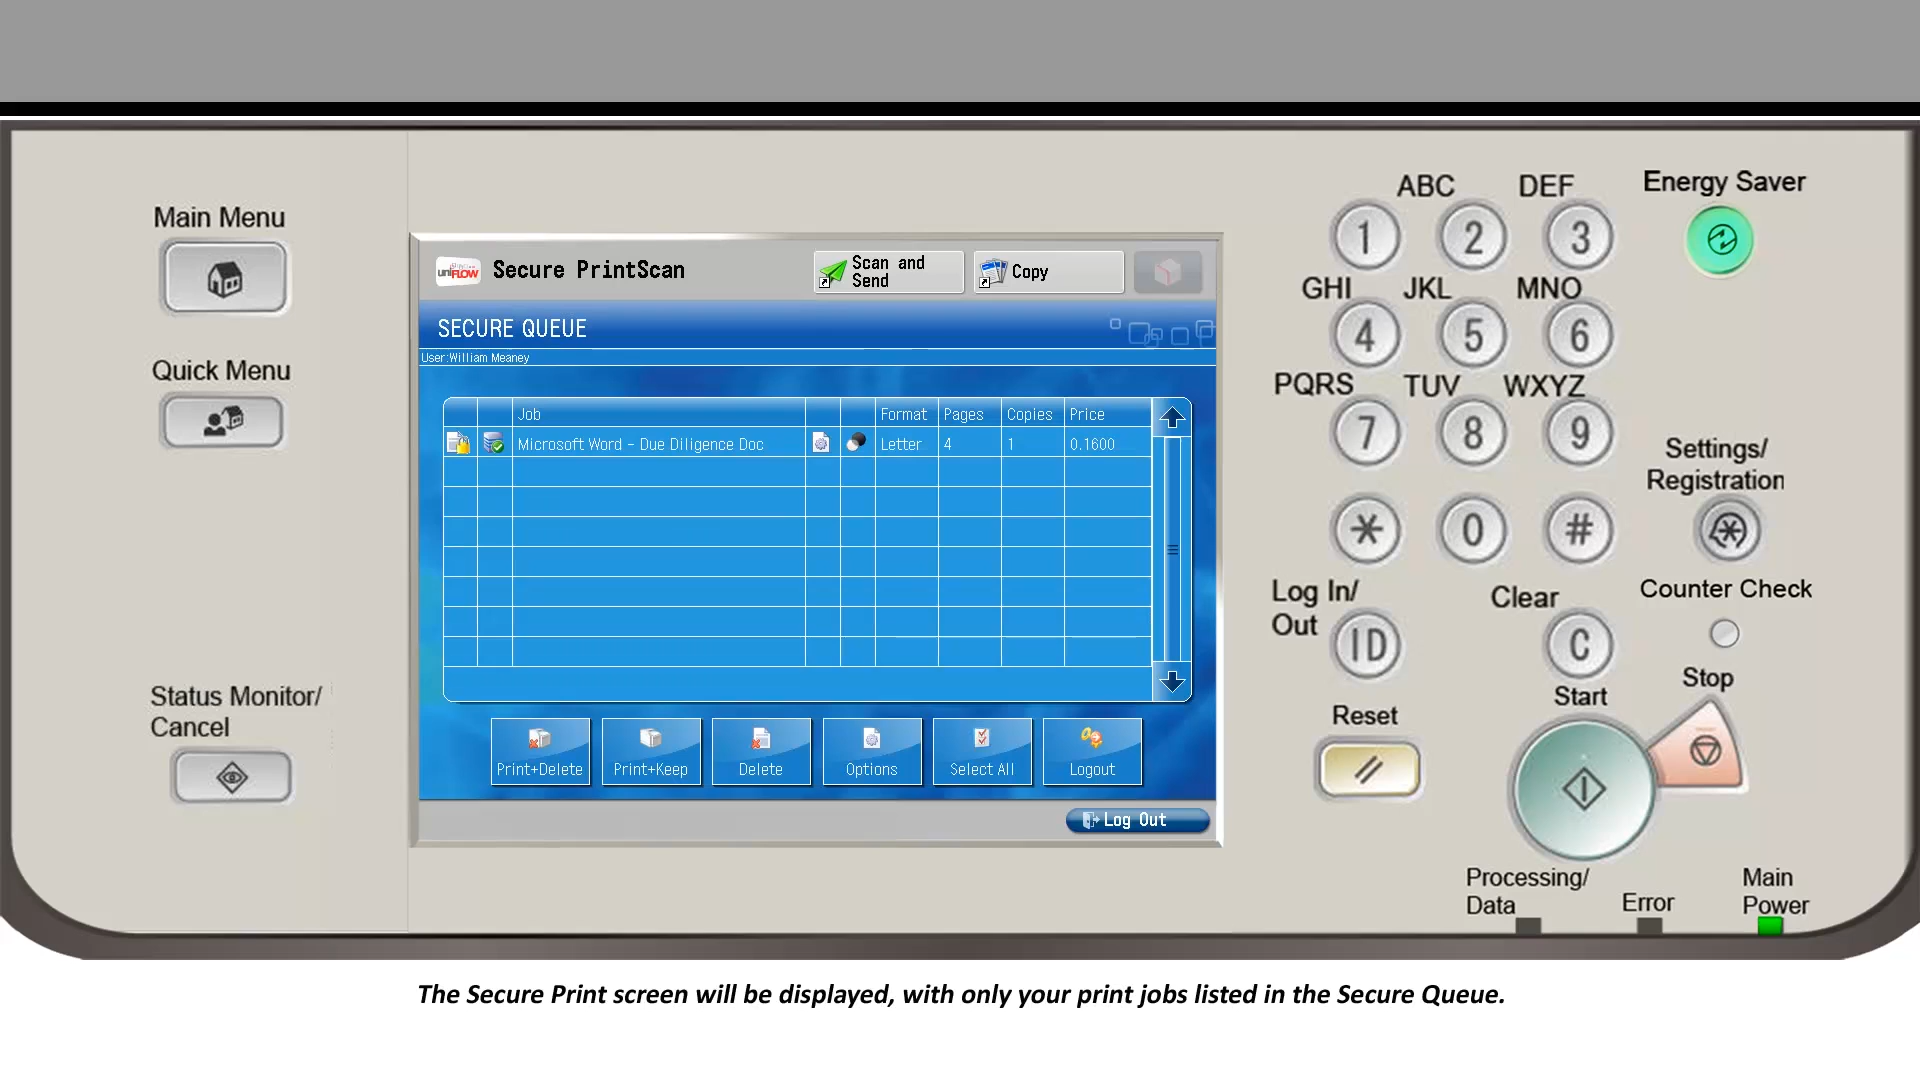 Main Menu
Quick Menu
Status Monitor/
Cancel
uniFLOW
Secure PrintScan
Scan and
Send
Copy
SECURE QUEUE
User:William Meaney
Job Format Pages Copies Price
Microsoft Word - Due Diligence Doc Letter 4 1 0.1600
Print+Delete
Print+Keep
Delete
Options
Select All
Logout
Log Out
ABC DEF
1 2 3
GHI JKL MNO
4 5 6
PQRS TUV WXYZ
7 8 9
* 0 #
Log In/
Out
ID
Clear
C
Start
Reset
Energy Saver
Settings/
Registration
Counter Check
Stop
Processing/
Data
Error
Main
Power
The Secure Print screen will be displayed, with only your print jobs listed in the Secure Queue.